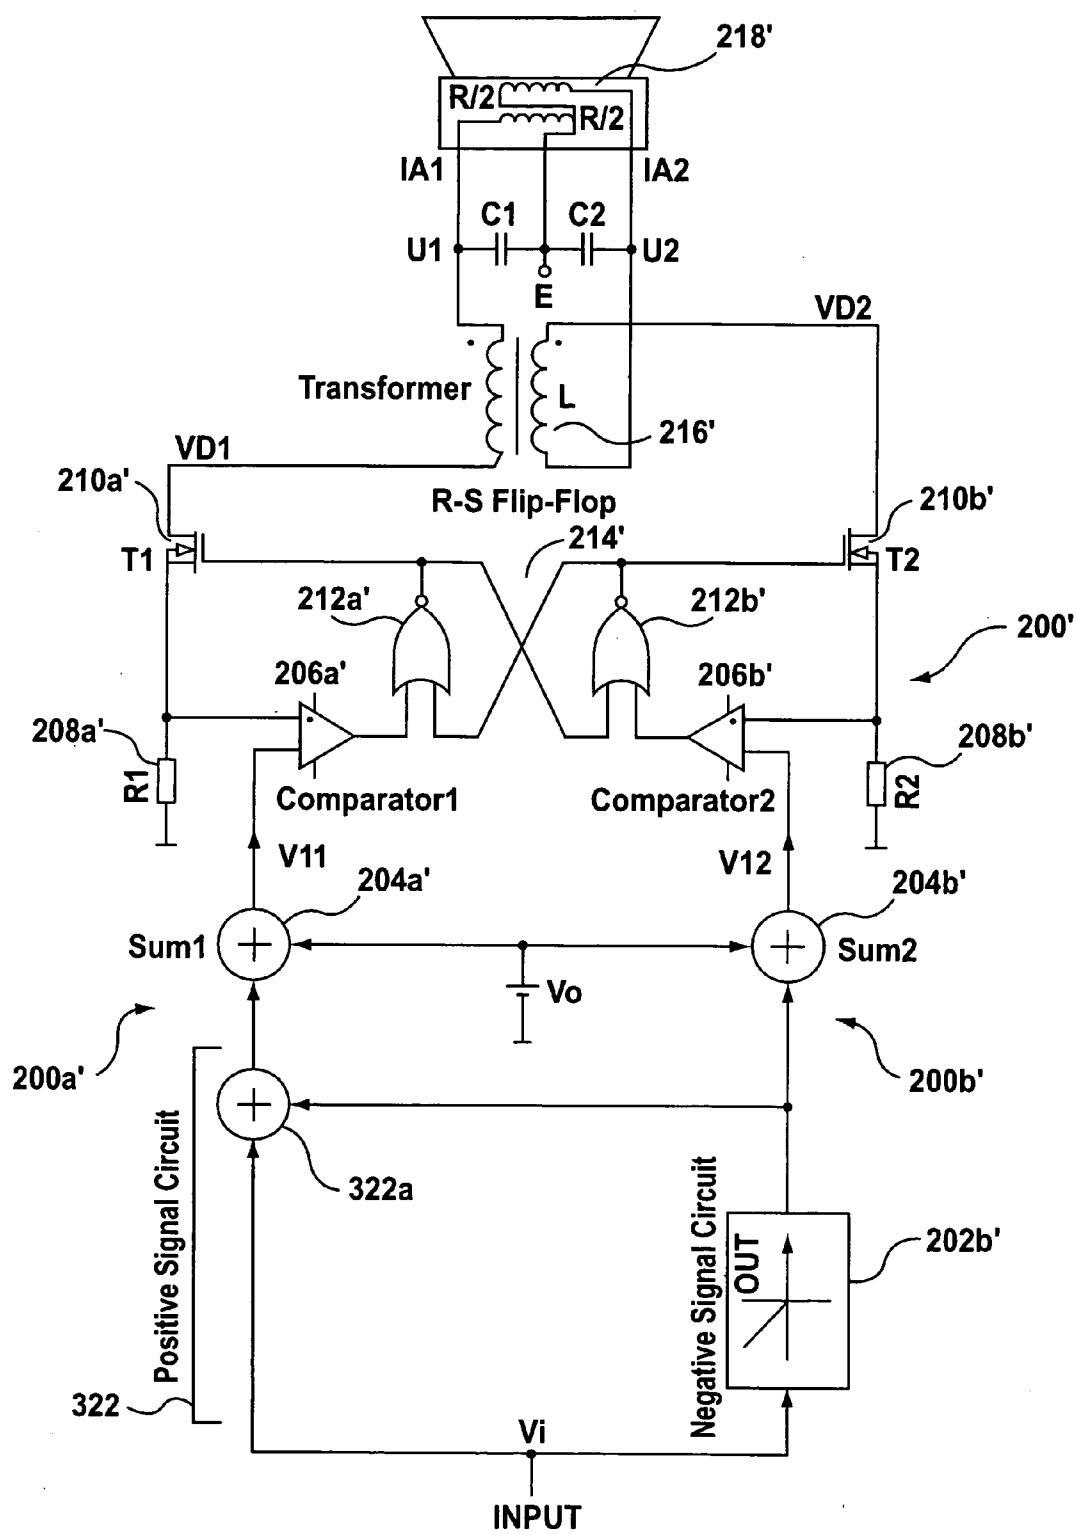 218'
R/2
R/2
IA1
IA2
C1
C2
U1
U2
E
VD2
Transformer
L
216'
VD1
210a'
R-S Flip-Flop
210b'
T1
214'
T2
212a'
212b'
200'
206a'
206b'
208a'
208b'
R1
R2
Comparator1
Comparator2
V11
V12
204a'
204b'
Sum1
Sum2
Vo
200a'
200b'
Positive Signal Circuit
322a
Negative Signal Circuit
OUT
202b'
322
Vi
INPUT